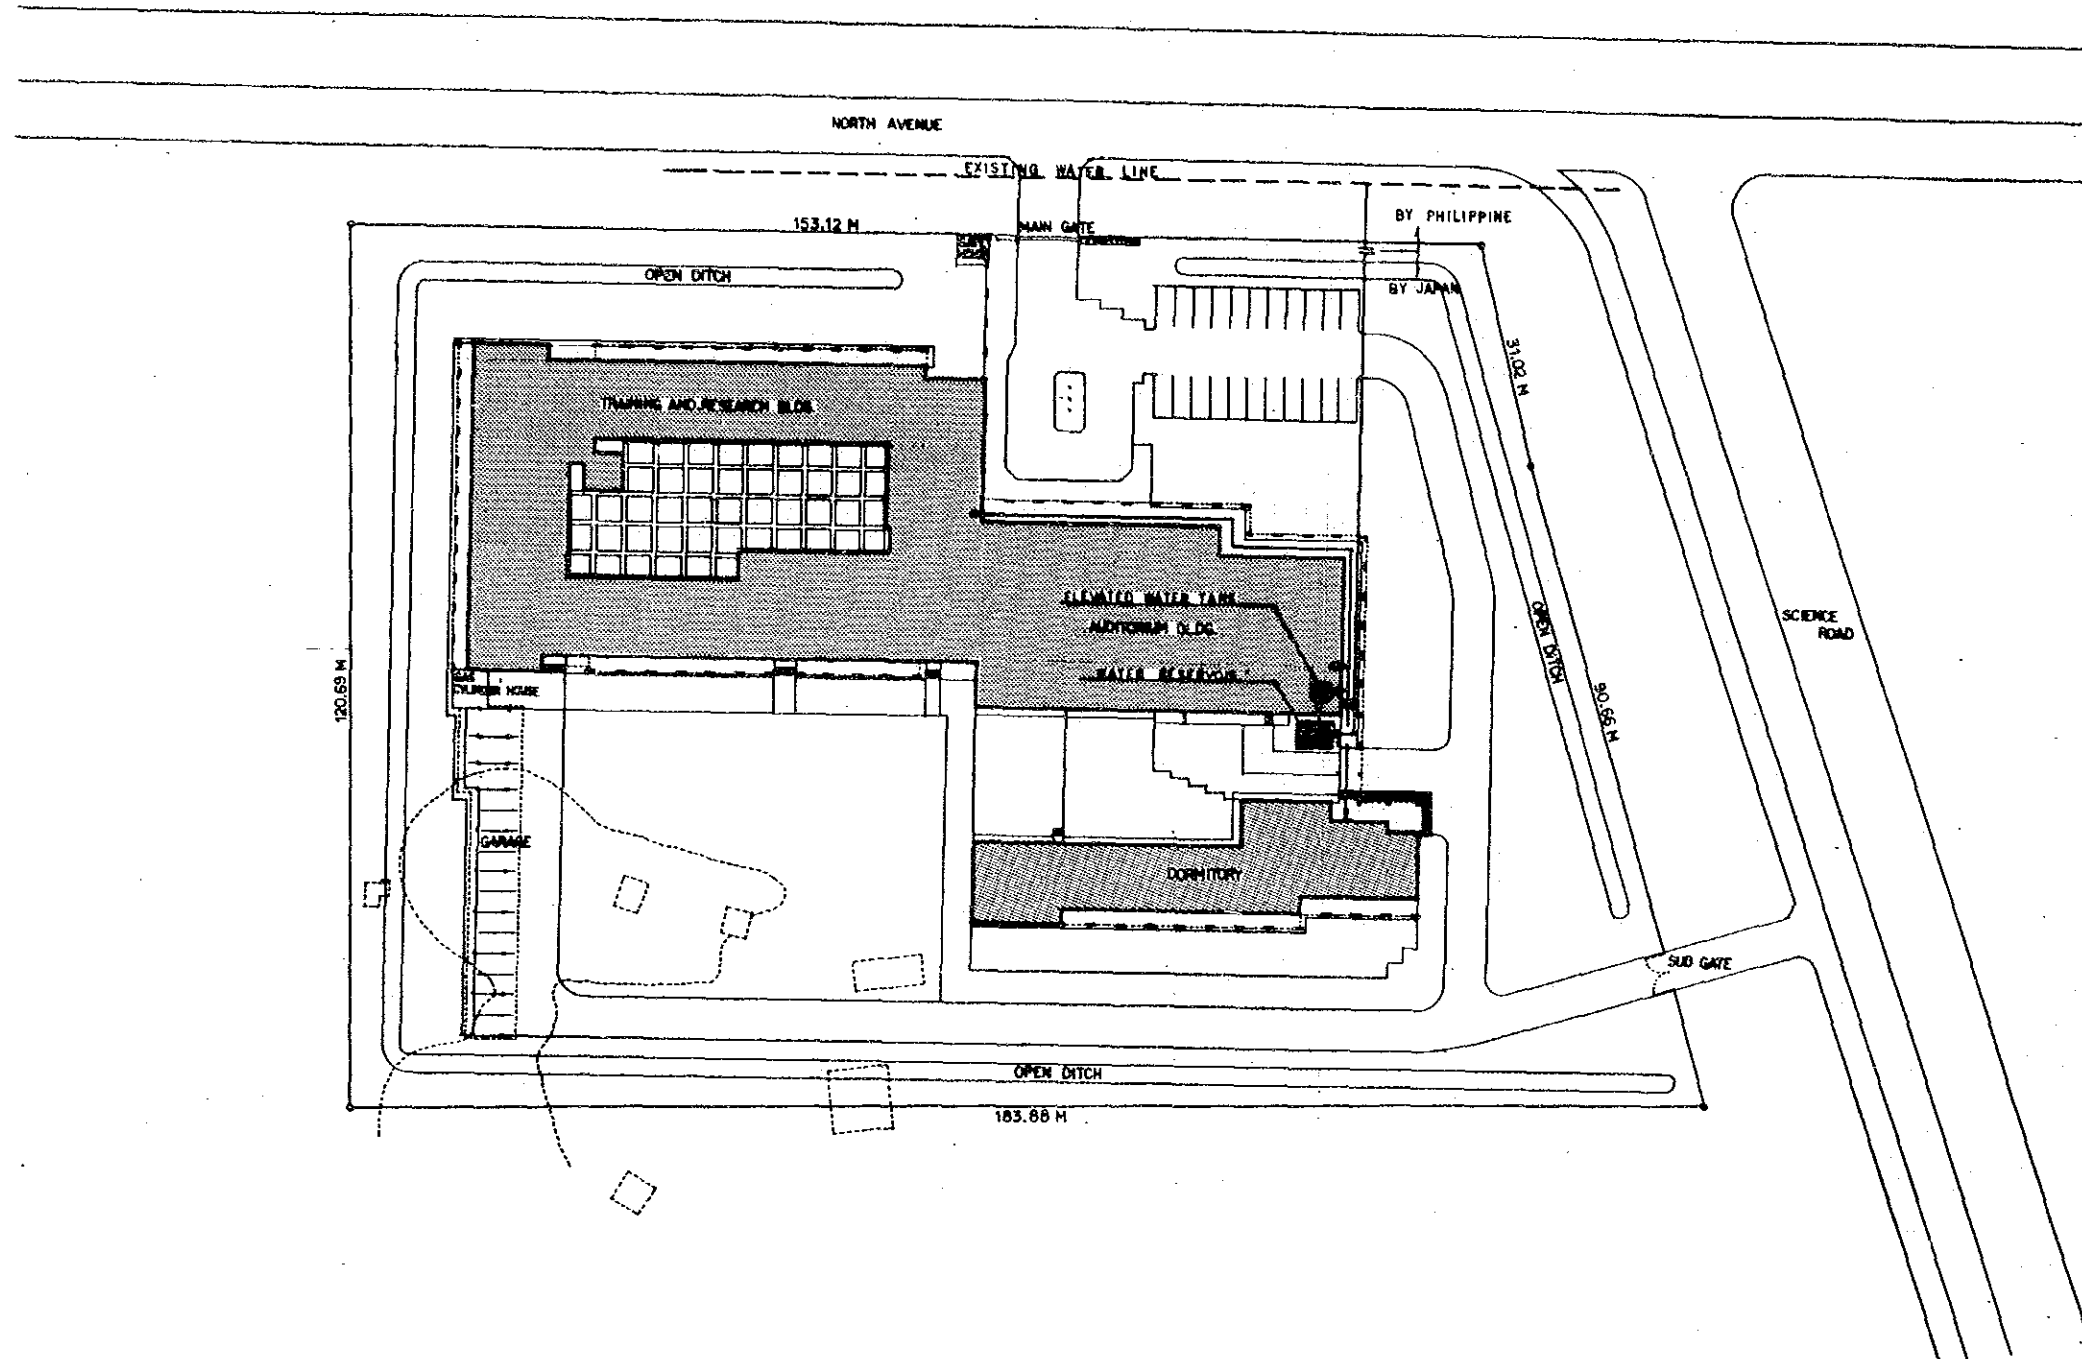 NORTH AVENUE
EXISTING WATER LINE
BY PHILIPPINE
153.12 M
MAIN GATE
OPEN DITCH
BY JAPAN
31.02 M
TRAINING AND RESEARCH BLDG.
ELEVATED WATER TANK
AUDITORIUM BLDG.
OPEN DITCH
SCIENCE
ROAD
WATER RESERVOIR
GAS
CYLINDER HOUSE
120.69 M
90.66 M
GARAGE
DORMITORY
SUD GATE
OPEN DITCH
183.88 M